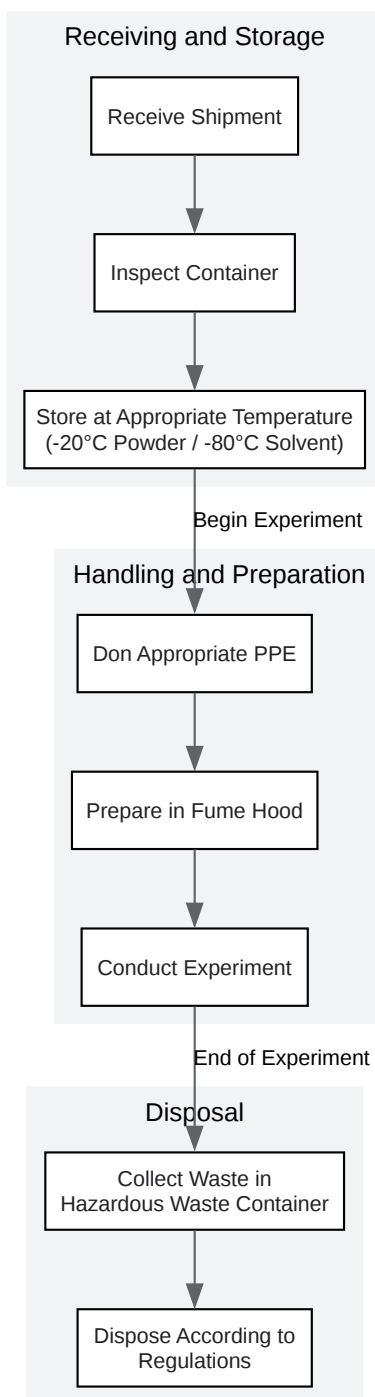 Receiving and Storage
Receive Shipment
Inspect Container
Store at Appropriate Temperature
(-20°C Powder / -80°C Solvent)
Begin Experiment
Handling and Preparation
Don Appropriate PPE
Prepare in Fume Hood
Conduct Experiment
End of Experiment
Disposal
Collect Waste in
Hazardous Waste Container
Dispose According to
Regulations